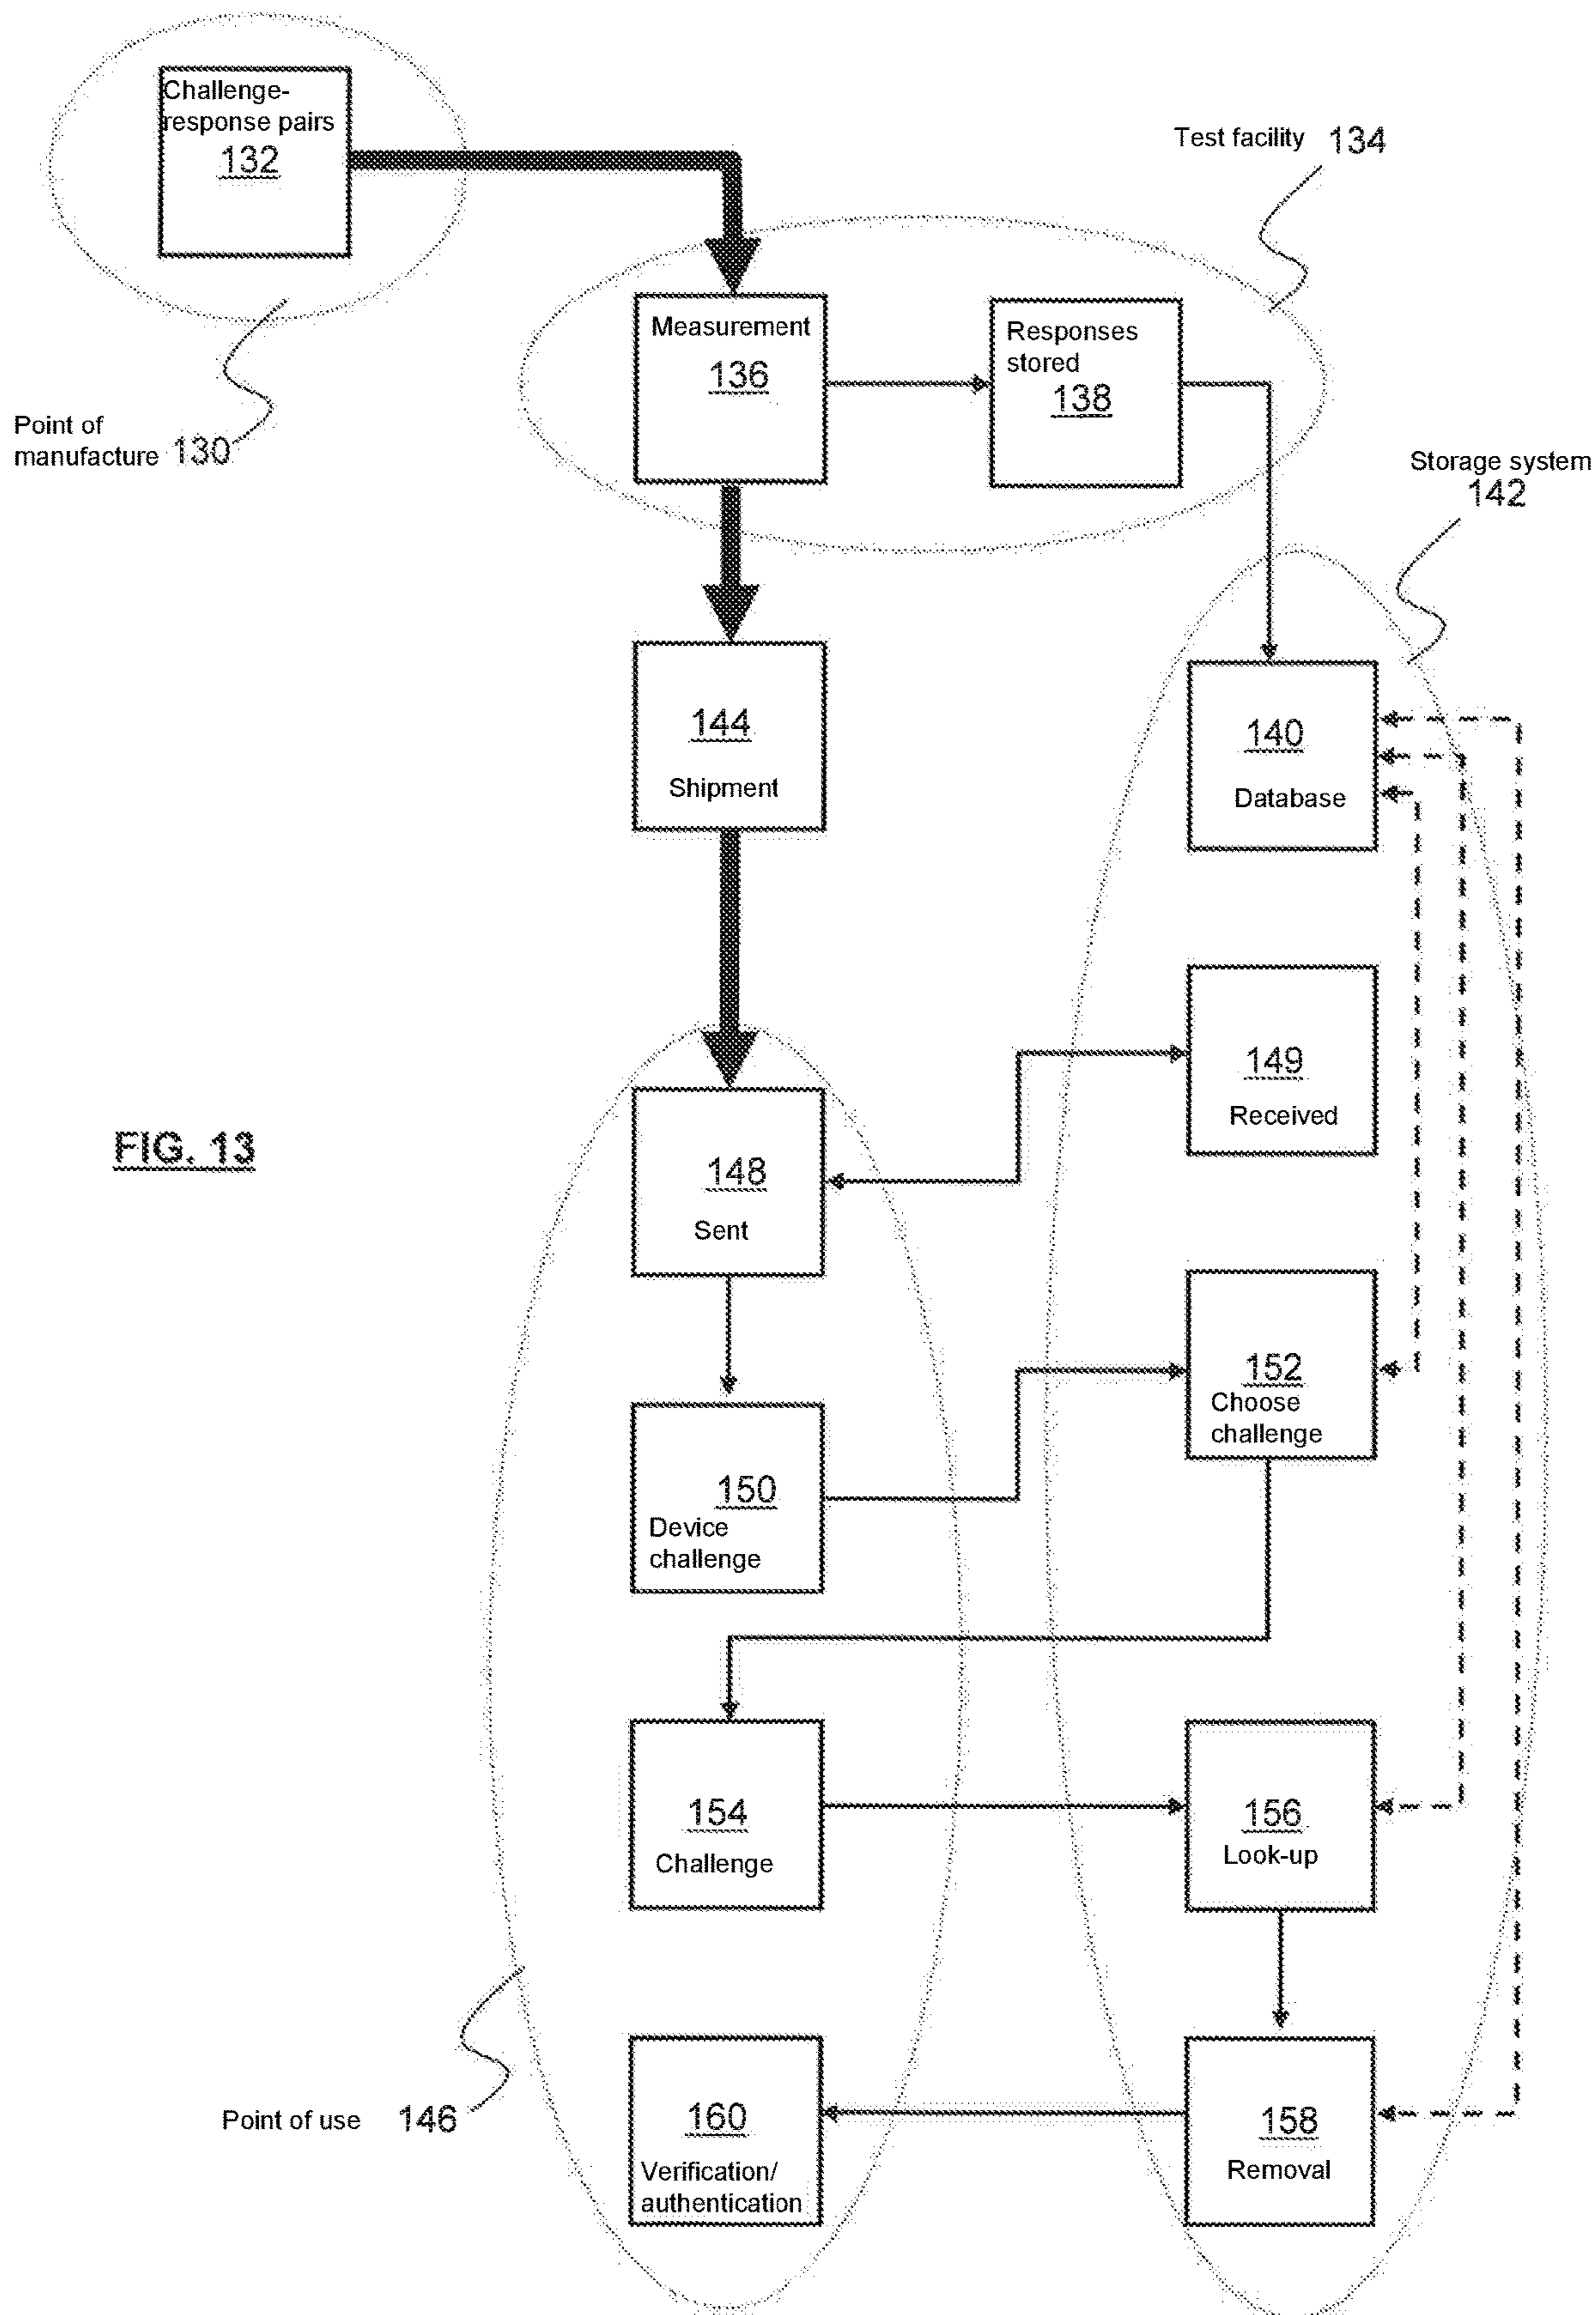 Challenge-
response pairs
132
Test facility 134
Measurement
136
Responses
stored
138
Point of
manufacture 130
Storage system
142
144
Shipment
140
Database
149
Received
FIG. 13
148
Sent
152
Choose
challenge
150
Device
challenge
154
Challenge
156
Look-up
Point of use 146
160
Verification/
authentication
158
Removal